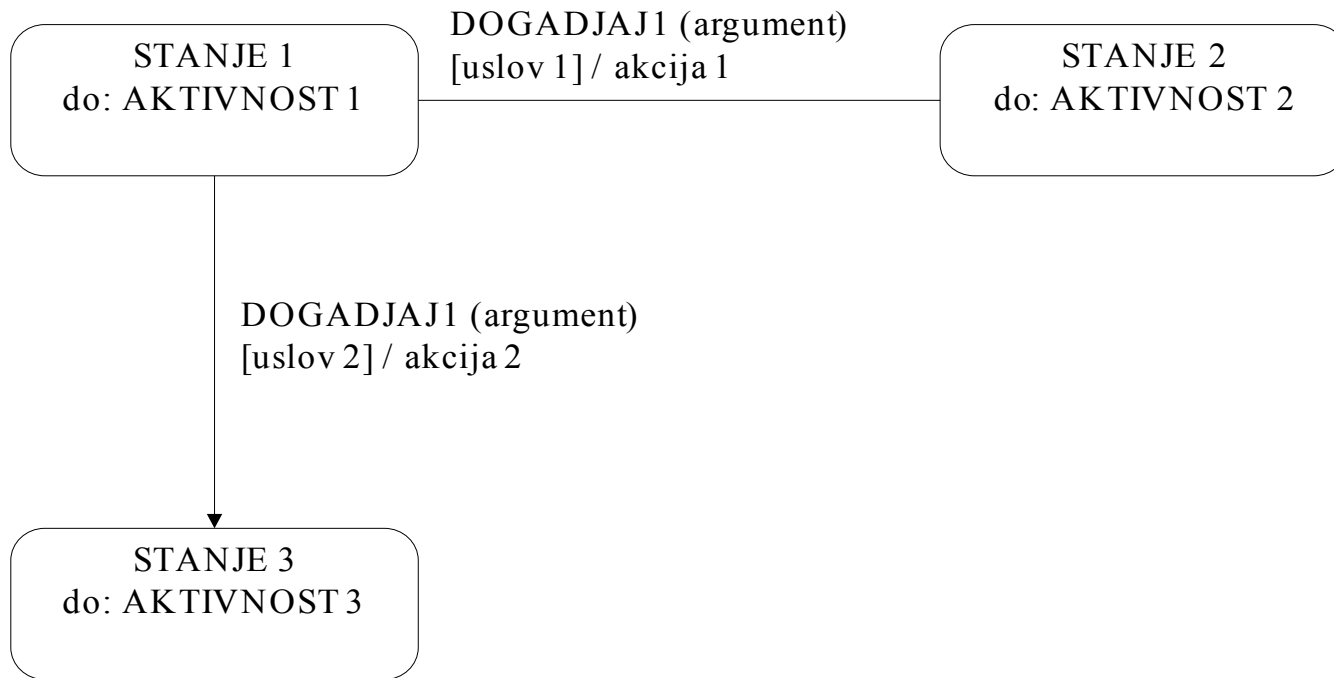 STANJE 1
do: AKTIVNOST 1
DOGADJAJ1 (argument)
[uslov 1] / akcija 1
STANJE 2
do: AKTIVNOST 2
DOGADJAJ1 (argument)
[uslov 2] / akcija 2
STANJE 3
do: AKTIVNOST 3